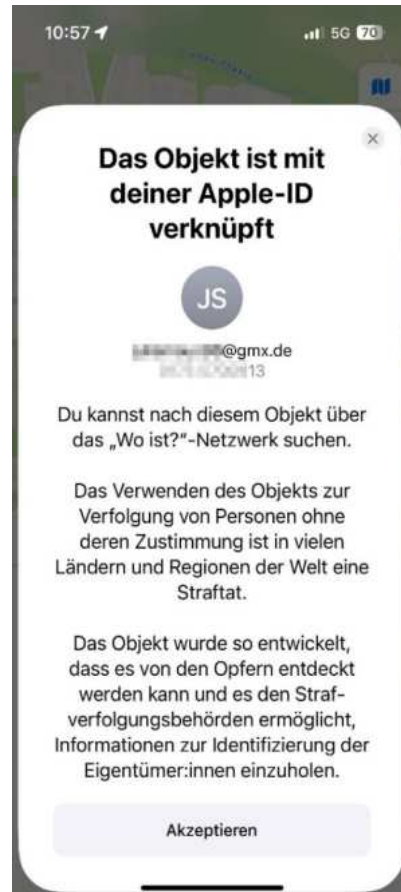 10:57
5G 70
Das Objekt ist mit
deiner Apple-ID
verknüpft
JS
@gmx.de
13
Du kannst nach diesem Objekt über
das „Wo ist?“-Netzwerk suchen.
Das Verwenden des Objekts zur
Verfolgung von Personen ohne
deren Zustimmung ist in vielen
Ländern und Regionen der Welt eine
Straftat.
Das Objekt wurde so entwickelt,
dass es von den Opfern entdeckt
werden kann und es den Straf-
verfolgungsbehörden ermöglicht,
Informationen zur Identifizierung der
Eigentümer:innen einzuholen.
Akzeptieren